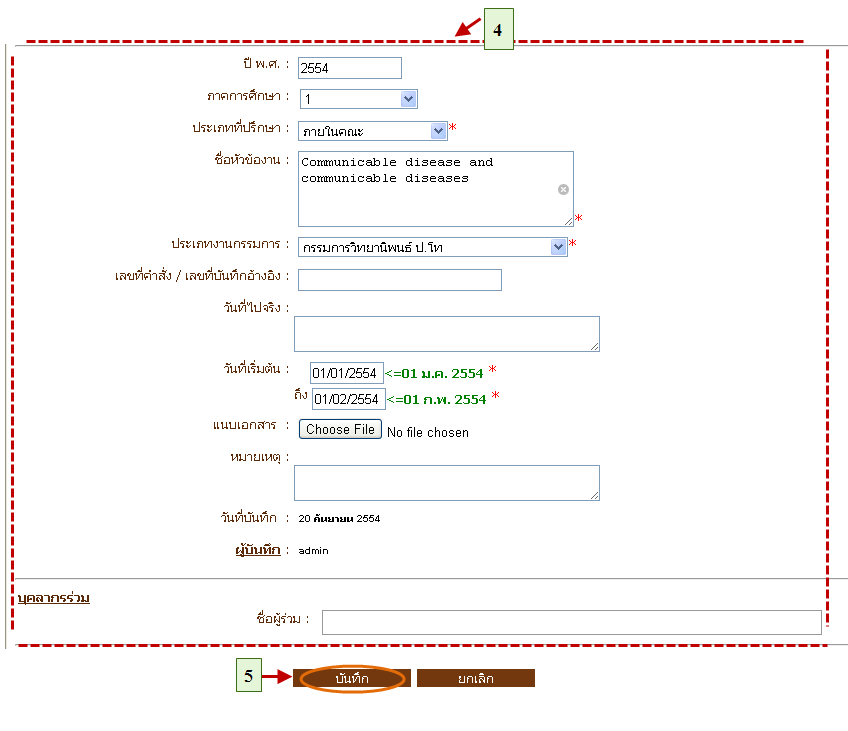 4
ปี พ.ศ. : 2554
ภาคการศึกษา : 1
ประเภทที่ปรึกษา : ภายในคณะ *
ชื่อหัวข้องาน : Communicable disease and
communicable diseases
*
ประเภทงานกรรมการ : กรรมการวิทยานิพนธ์ ป.โท *
เลขที่คำสั่ง / เลขที่บันทึกอ้างอิง :
วันที่ไปจริง :
วันที่เริ่มต้น : 01/01/2554 <=01 ม.ค. 2554 *
ถึง 01/02/2554 <=01 ก.พ. 2554 *
แนบเอกสาร : Choose File No file chosen
หมายเหตุ :
วันที่บันทึก : 20 กันยายน 2554
ผู้บันทึก : admin
บุคลากรร่วม
ชื่อผู้ร่วม :
5 บันทึก ยกเลิก